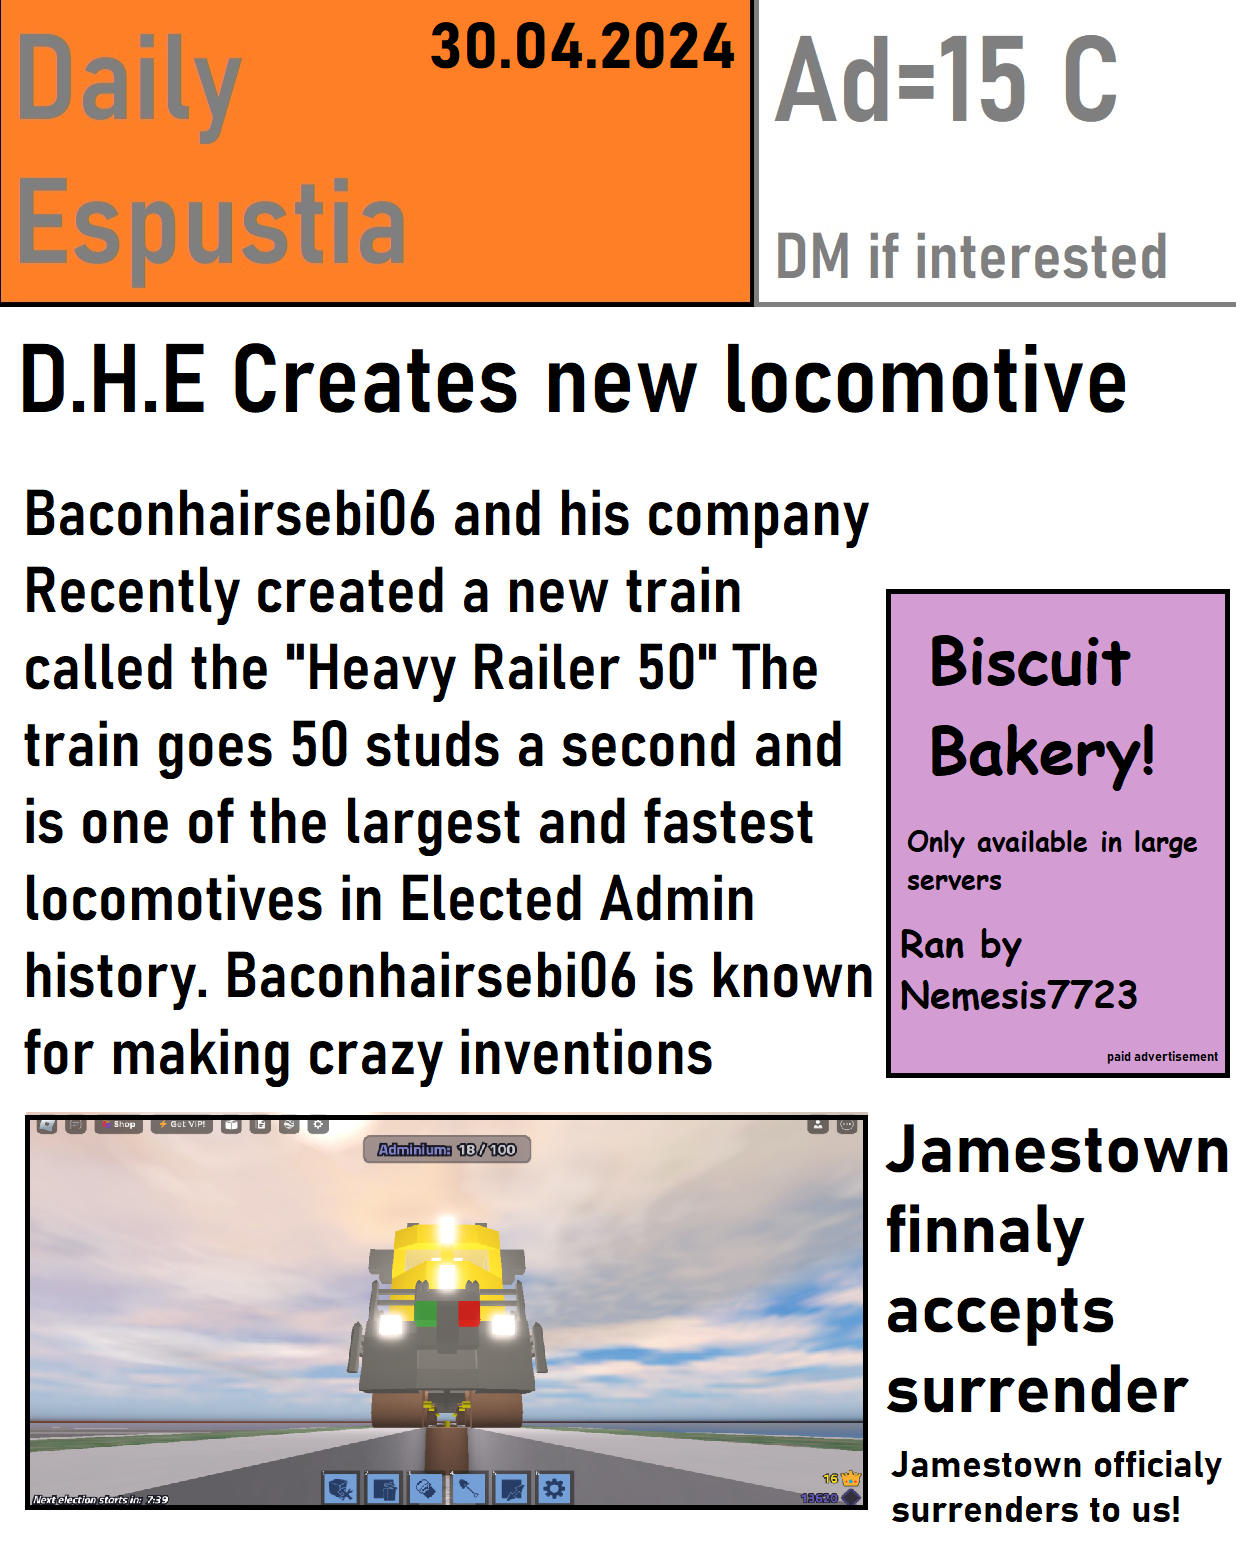 Daily
Espustia
30.04.2024
Ad=15 C
DM if interested
D.H.E Creates new locomotive
Baconhairsebi06 and his company
Recently created a new train
called the "Heavy Railer 50" The
train goes 50 studs a second and
is one of the largest and fastest
locomotives in Elected Admin
history. Baconhairsebi06 is known
for making crazy inventions
Biscuit
Bakery!
Only available in large
servers
Ran by
Nemesis7723
paid advertisement
Shop
Get VIP!
Adminium: 18/100
16
13620
Next election starts in: 7:39
Jamestown
finnaly
accepts
surrender
Jamestown officialy
surrenders to us!